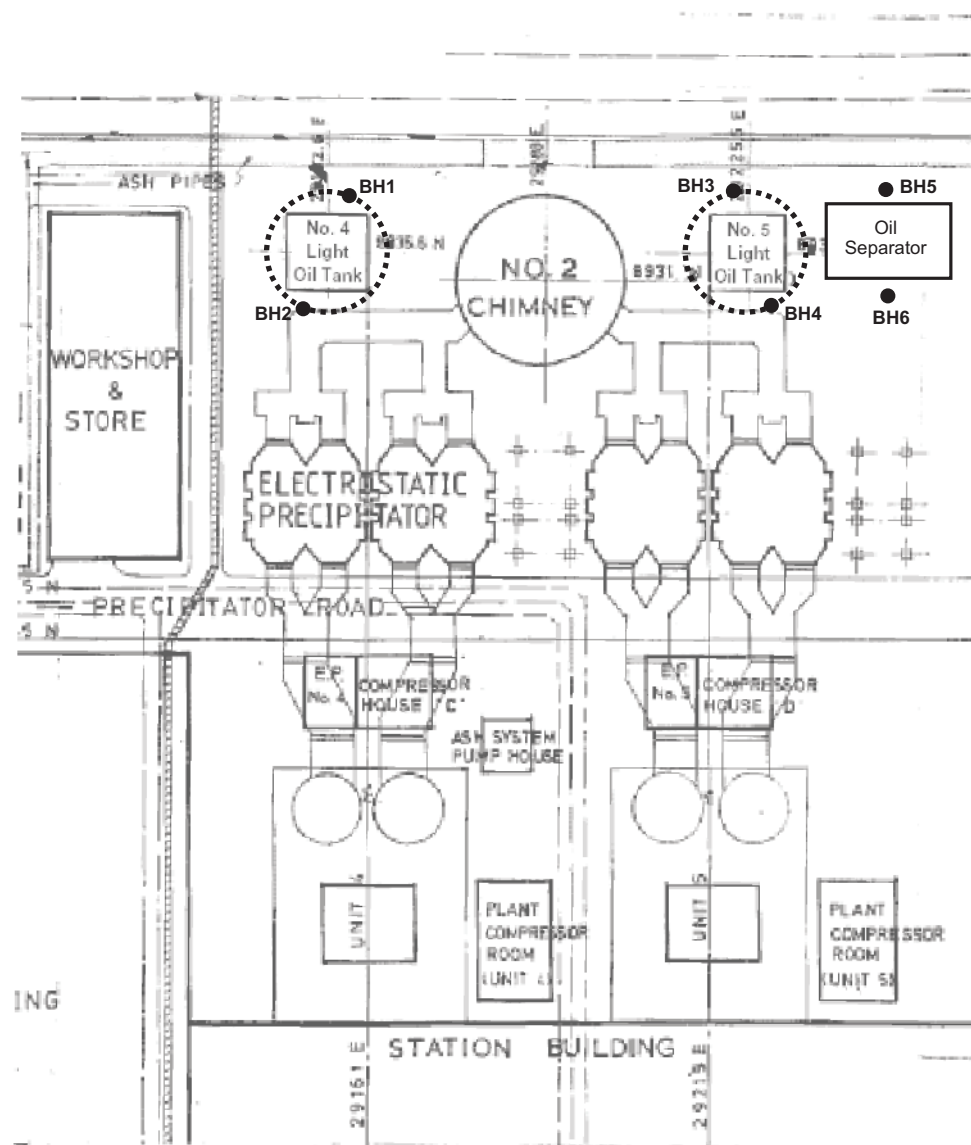 ASH PIPES
BH1
No. 4
Light
Oil Tank
BH2
NO. 2
CHIMNEY
BH3
No. 5
Light
Oil Tank
BH4
BH5
Oil
Separator
BH6
WORKSHOP
&
STORE
ELECTROSTATIC
PRECIPITATOR
5 N
PRECIPITATOR ROAD
5 N
E.P.
COMPRESSOR
HOUSE "C"
COMPRESSOR
HOUSE "D"
ASH SYSTEM
PUMP HOUSE
UNIT 4
PLANT
COMPRESSOR
ROOM
(UNIT 4)
UNIT 5
PLANT
COMPRESSOR
ROOM
(UNIT 5)
ING
STATION BUILDING
29161 E
29219 E